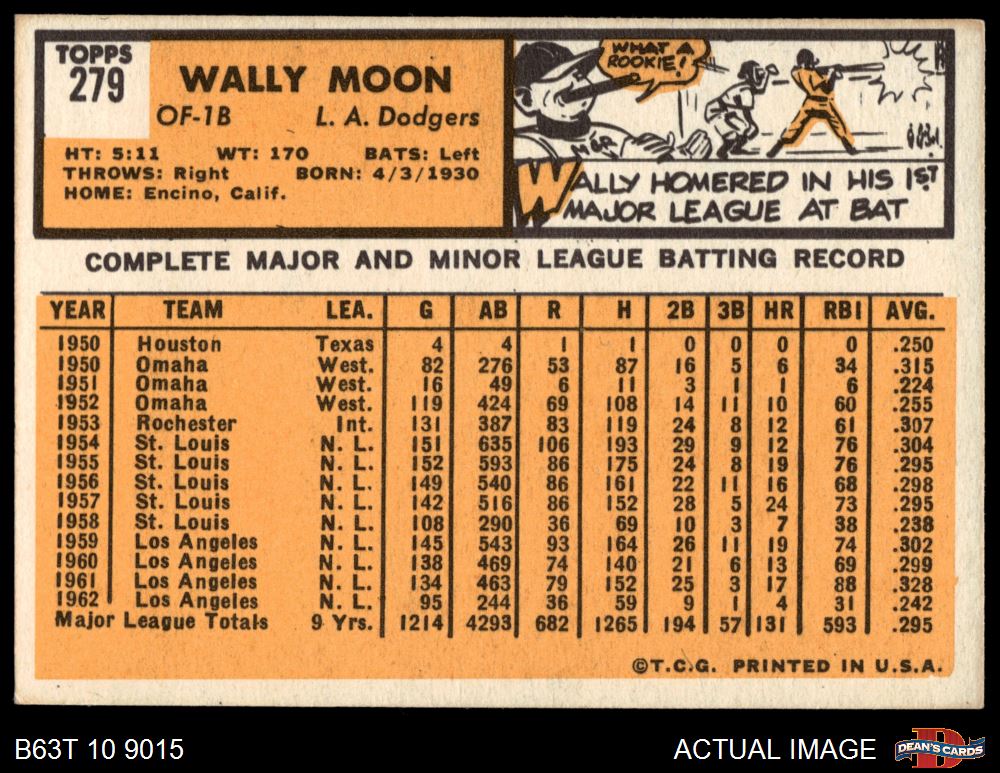 TOPPS
279
WALLY MOON
OF-1B L. A. Dodgers
HT: 5:11 WT: 170 BATS: Left
THROWS: Right BORN: 4/3/1930
HOME: Encino, Calif.
WHAT A
ROOKIE!
WALLY HOMERED IN HIS 1ST
MAJOR LEAGUE AT BAT
COMPLETE MAJOR AND MINOR LEAGUE BATTING RECORD
YEAR TEAM LEA. G AB R H 2B 3B HR RBI AVG.
1950 Houston Texas 4 4 1 1 0 0 0 0 .250
1950 Omaha West. 82 276 53 87 16 5 6 34 .315
1951 Omaha West. 16 49 6 11 3 1 1 6 .224
1952 Omaha West. 119 424 69 108 14 11 10 60 .255
1953 Rochester Int. 131 387 83 119 24 8 12 61 .307
1954 St. Louis N. L. 151 635 106 193 29 9 12 76 .304
1955 St. Louis N. L. 152 593 86 175 24 8 19 76 .295
1956 St. Louis N. L. 149 540 86 161 22 11 16 68 .298
1957 St. Louis N. L. 142 516 86 152 28 5 24 73 .295
1958 St. Louis N. L. 108 290 36 69 10 3 7 38 .238
1959 Los Angeles N. L. 145 543 93 164 26 11 19 74 .302
1960 Los Angeles N. L. 138 469 74 140 21 6 13 69 .299
1961 Los Angeles N. L. 134 463 79 152 25 3 17 88 .328
1962 Los Angeles N. L. 95 244 36 59 9 1 4 31 .242
Major League Totals 9 Yrs. 1214 4293 682 1265 194 57 131 593 .295
©T.C.G. PRINTED IN U.S.A.
B63T 10 9015 ACTUAL IMAGE DEAN'S CARDS